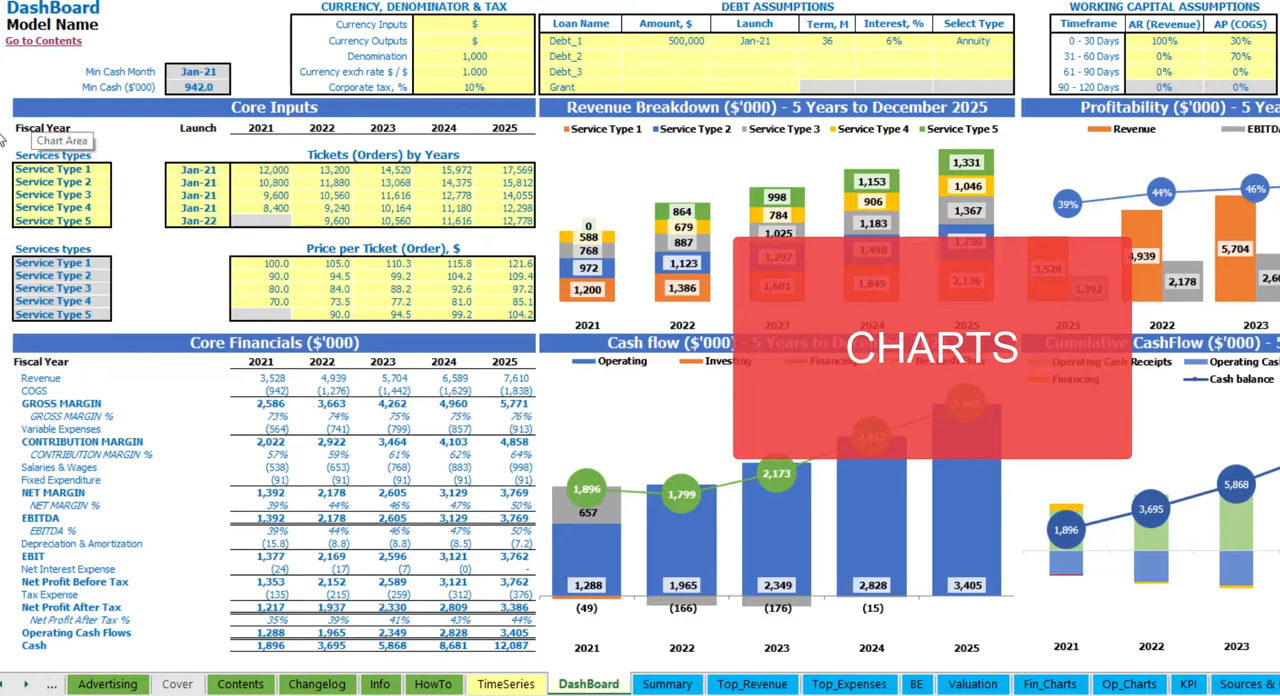 DashBoard
Model Name
Go to Contents
Min Cash Month Jan-21
Min Cash ($'000) 942.0
CURRENCY, DENOMINATOR & TAX
Currency Inputs $
Currency Outputs $
Denomination 1,000
Currency exch rate $ / $ 1.000
Corporate tax, % 10%
DEBT ASSUMPTIONS
Loan Name Amount, $ Launch Term, M Interest, % Select Type
Debt_1 500,000 Jan-21 36 6% Annuity
Debt_2
Debt_3
Grant
WORKING CAPITAL ASSUMPTIONS
Timeframe AR (Revenue) AP (COGS)
0 - 30 Days 100% 30%
31 - 60 Days 0% 70%
61 - 90 Days 0% 0%
90 - 120 Days 0% 0%
Core Inputs
Fiscal Year Launch 2021 2022 2023 2024 2025
Chart Area
Services types Tickets (Orders) by Years
Service Type 1 Jan-21 12,000 13,200 14,520 15,972 17,569
Service Type 2 Jan-21 10,800 11,880 13,068 14,375 15,812
Service Type 3 Jan-21 9,600 10,560 11,616 12,778 14,055
Service Type 4 Jan-21 8,400 9,240 10,164 11,180 12,298
Service Type 5 Jan-22 9,600 10,560 11,616 12,778
Services types Price per Ticket (Order), $
Service Type 1 100.0 105.0 110.3 115.8 121.6
Service Type 2 90.0 94.5 99.2 104.2 109.4
Service Type 3 80.0 84.0 88.2 92.6 97.2
Service Type 4 70.0 73.5 77.2 81.0 85.1
Service Type 5 90.0 94.5 99.2 104.2
Revenue Breakdown ($'000) - 5 Years to December 2025
Service Type 1 Service Type 2 Service Type 3 Service Type 4 Service Type 5
0 864 998 1,153 1,331
588 679 784 906 1,046
768 887 1,025 1,183 1,367
972 1,123 1,297 1,498 1,730
1,200 1,386 1,601 1,849 2,136
2021 2022 2023 2024 2025
Profitability ($'000) - 5 Yea
Revenue EBITD
39% 44% 46%
3,528 4,939 5,704
1,392 2,178 2,60
2022 2023
CHARTS
Core Financials ($'000)
Fiscal Year 2021 2022 2023 2024 2025
Revenue 3,528 4,939 5,704 6,589 7,610
COGS (942) (1,276) (1,442) (1,629) (1,838)
GROSS MARGIN 2,586 3,663 4,262 4,960 5,771
GROSS MARGIN % 73% 74% 75% 75% 76%
Variable Expenses (564) (741) (799) (857) (913)
CONTRIBUTION MARGIN 2,022 2,922 3,464 4,103 4,858
CONTRIBUTION MARGIN % 57% 59% 61% 62% 64%
Salaries & Wages (538) (653) (768) (883) (998)
Fixed Expenditure (91) (91) (91) (91) (91)
NET MARGIN 1,392 2,178 2,605 3,129 3,769
NET MARGIN % 39% 44% 46% 47% 50%
EBITDA 1,392 2,178 2,605 3,129 3,769
EBITDA % 39% 44% 46% 47% 50%
Depreciation & Amortization (15.8) (8.8) (8.8) (8.5) (7.2)
EBIT 1,377 2,169 2,596 3,121 3,762
Net Interest Expense (24) (17) (7) (0) -
Net Profit Before Tax 1,353 2,152 2,589 3,121 3,762
Tax Expense (135) (215) (259) (312) (376)
Net Profit After Tax 1,217 1,937 2,330 2,809 3,386
Net Profit After Tax % 35% 39% 41% 43% 44%
Operating Cash Flows 1,288 1,965 2,349 2,828 3,405
Cash 1,896 3,695 5,868 8,681 12,087
Cash flow ($'000) - 5 Years to December
Operating Investing Financing Net Cash Flow
1,896 1,799 2,173 2,813 3,405
657
1,288 1,965 2,349 2,828 3,405
(49) (166) (176) (15)
2021 2022 2023 2024 2025
Cumulative CashFlow ($'000) - 5
Operating Cash Receipts Operating Cas
Financing Cash balance
1,896 3,695 5,868
2021 2022 2023
... Advertising Cover Contents Changelog Info HowTo TimeSeries DashBoard Summary Top_Revenue Top_Expenses BE Valuation Fin_Charts Op_Charts KPI Sources &